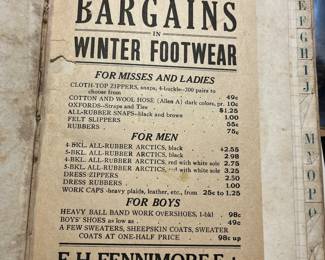 BARGAINS
IN
WINTER FOOTWEAR
FOR MISSES AND LADIES
CLOTH-TOP ZIPPERS, snaps, 4-buckle—200 pairs to
choose from 49c
COTTON AND WOOL HOSE (Allen A) dark colors, pr. 10c
OXFORDS—Straps and Ties $1.25
ALL-RUBBER SNAPS—black and brown 1.00
FELT SLIPPERS 55c
RUBBERS 75c
FOR MEN
4-BKL. ALL-RUBBER ARCTICS, black $2.55
5-BKL. ALL-RUBBER ARCTICS, black 2.98
4-BKL. ALL-RUBBER ARCTICS, red with white sole 2.75
5-BKL. ALL-RUBBER ARCTICS, red with white sole 3.25
DRESS ZIPPERS 2.50
DRESS RUBBERS 1.00
WORK CAPS—heavy plaids, leather, etc., from 25c to 1.25
FOR BOYS
HEAVY BALL BAND WORK OVERSHOES, 1-bkl 98c
BOYS' SHOES as low as 49c
A FEW SWEATERS, SHEEPSKIN COATS, SWEATER
COATS AT ONE-HALF PRICE 98c up
E. H. FENNIMORE
E
F
G
H
I
J
M
N
O
P